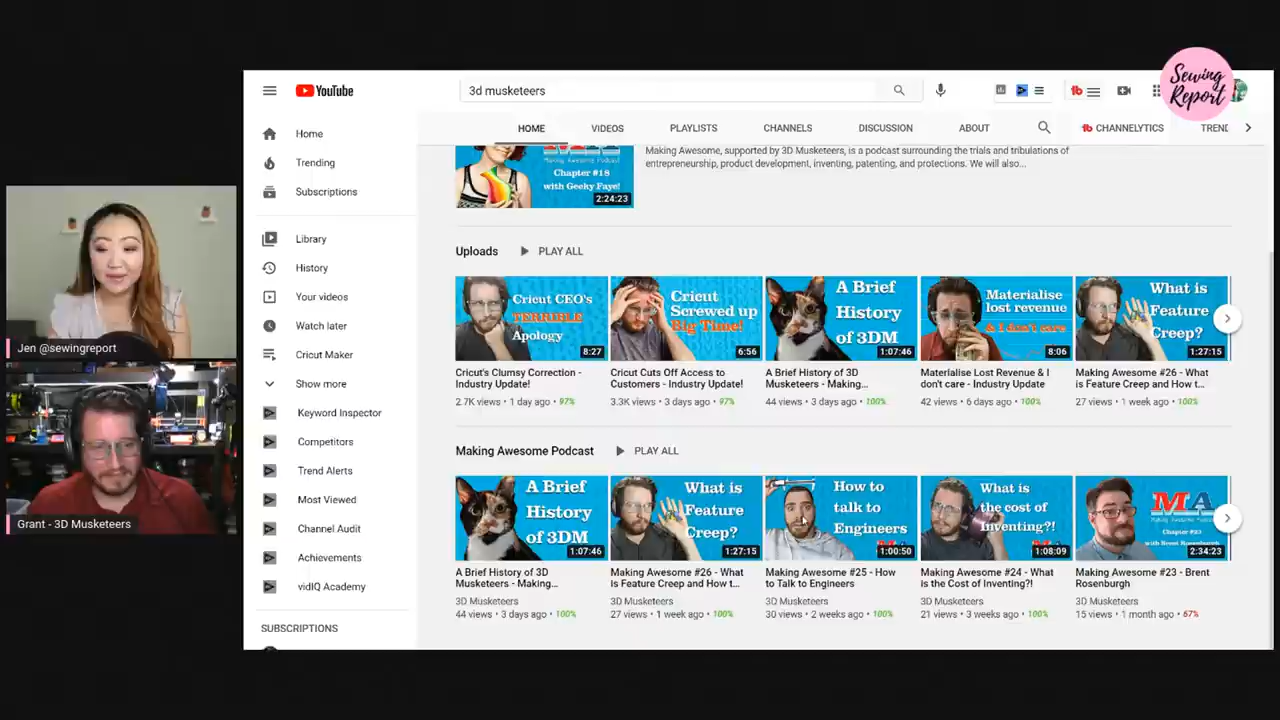 Sewing
Report
YouTube
3d musketeers
HOME
VIDEOS
PLAYLISTS
CHANNELS
DISCUSSION
ABOUT
CHANNELYTICS
TREND
Home
Trending
Subscriptions
Library
History
Your videos
Watch later
Cricut Maker
Show more
Keyword Inspector
Competitors
Trend Alerts
Most Viewed
Channel Audit
Achievements
vidIQ Academy
SUBSCRIPTIONS
Jen @sewingreport
Grant - 3D Musketeers
Making Awesome Podcast
Chapter #18
with Geeky Faye!
2:24:23
Making Awesome, supported by 3D Musketeers, is a podcast surrounding the trials and tribulations of
entrepreneurship, product development, inventing, patenting, and protections. We will also...
Uploads
PLAY ALL
Cricut CEO's
TERRIBLE
Apology
8:27
Cricut's Clumsy Correction -
Industry Update!
2.7K views • 1 day ago • 97%
Cricut
Screwed up
Big Time!
6:56
Cricut Cuts Off Access to
Customers - Industry Update!
3.3K views • 3 days ago • 97%
A Brief
History
of 3DM
1:07:46
A Brief History of 3D
Musketeers - Making...
44 views • 3 days ago • 100%
Materialise
lost revenue
& I don't care
8:06
Materialise Lost Revenue & I
don't care - Industry Update
42 views • 6 days ago • 100%
What is
Feature
Creep?
1:27:15
Making Awesome #26 - What
is Feature Creep and How t...
27 views • 1 week ago • 100%
Making Awesome Podcast
PLAY ALL
A Brief
History
of 3DM
1:07:46
A Brief History of 3D
Musketeers - Making...
3D Musketeers
44 views • 3 days ago • 100%
What is
Feature
Creep?
1:27:15
Making Awesome #26 - What
is Feature Creep and How t...
3D Musketeers
27 views • 1 week ago • 100%
How to
talk to
Engineers
1:00:50
Making Awesome #25 - How
to Talk to Engineers
3D Musketeers
30 views • 2 weeks ago • 100%
What is
the cost of
Inventing?!
1:08:09
Making Awesome #24 - What
is the Cost of Inventing?!
3D Musketeers
21 views • 3 weeks ago • 100%
MA
Making Awesome Podcast
Chapter #23
with Brent Rosenburgh
2:34:23
Making Awesome #23 - Brent
Rosenburgh
3D Musketeers
15 views • 1 month ago • 67%